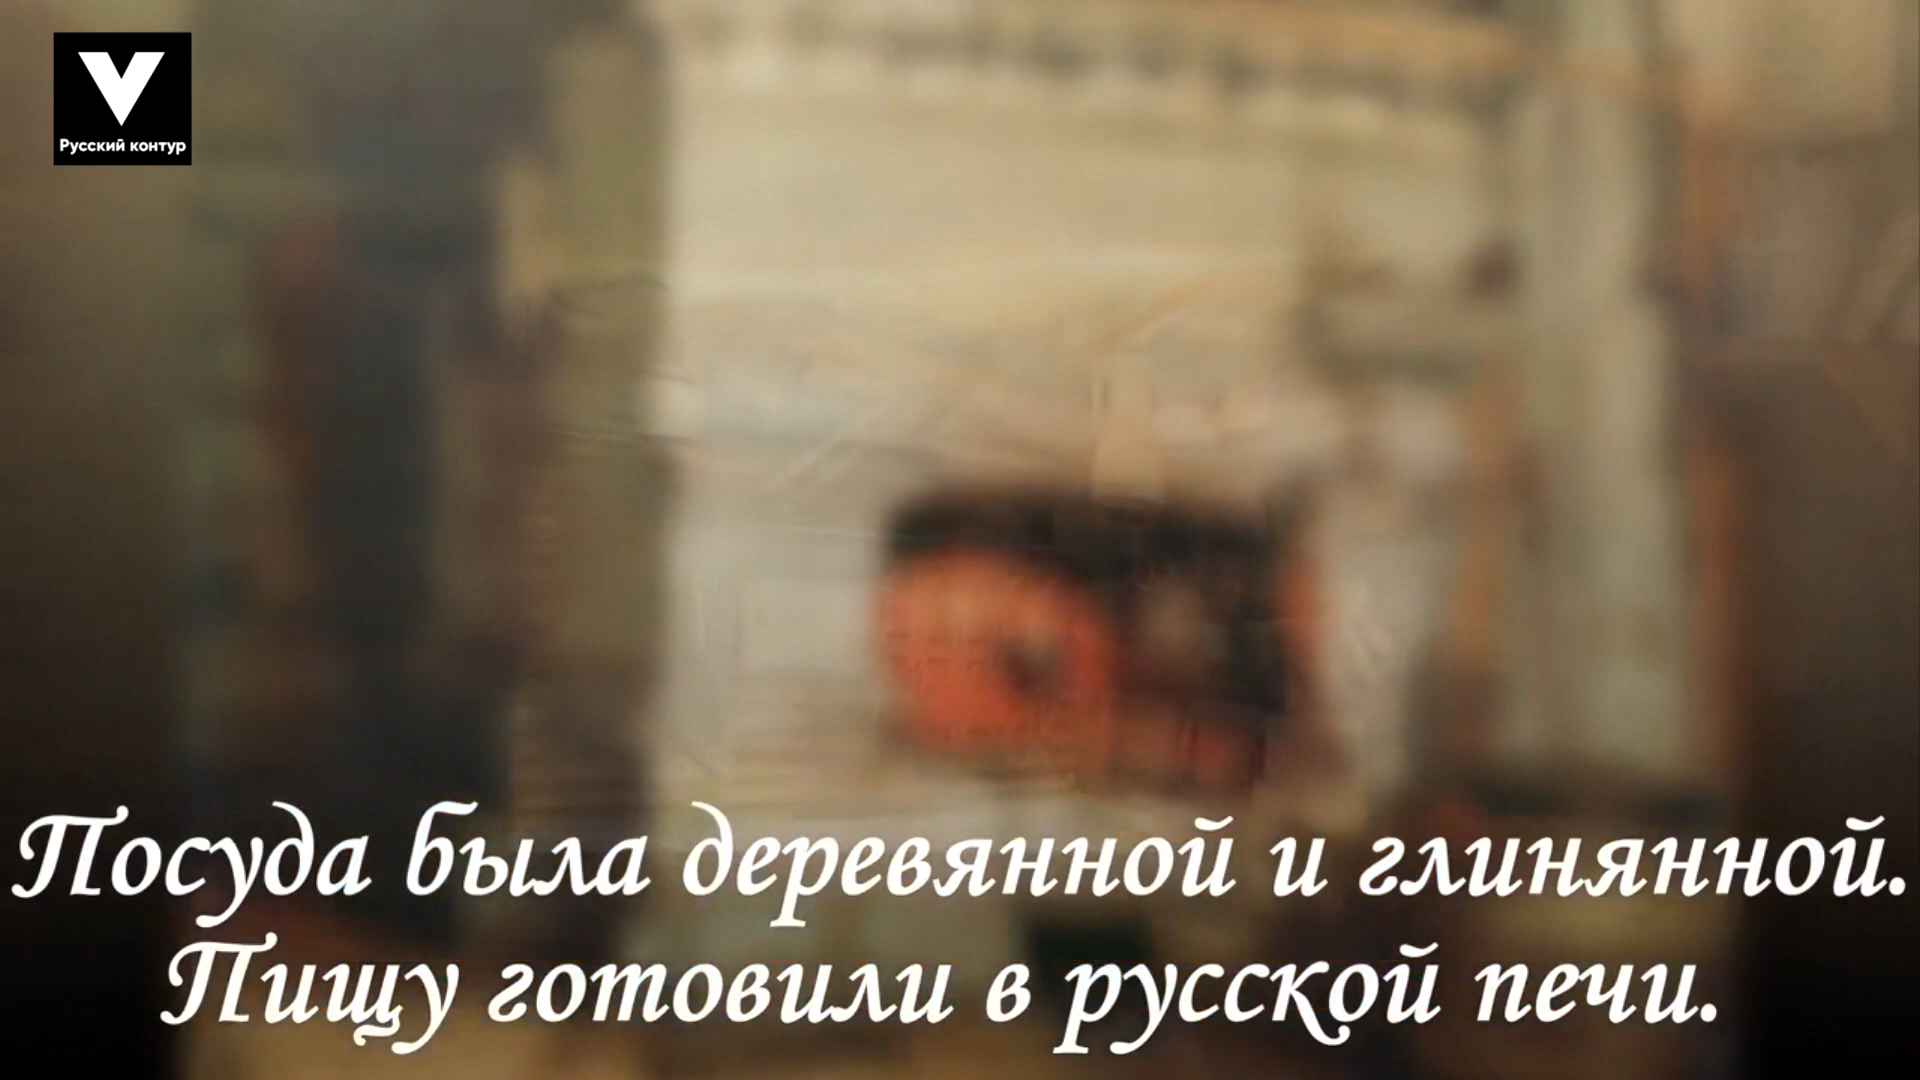 V
Русский контур
Посуда была деревянной и глинянной.
Пищу готовили в русской печи.